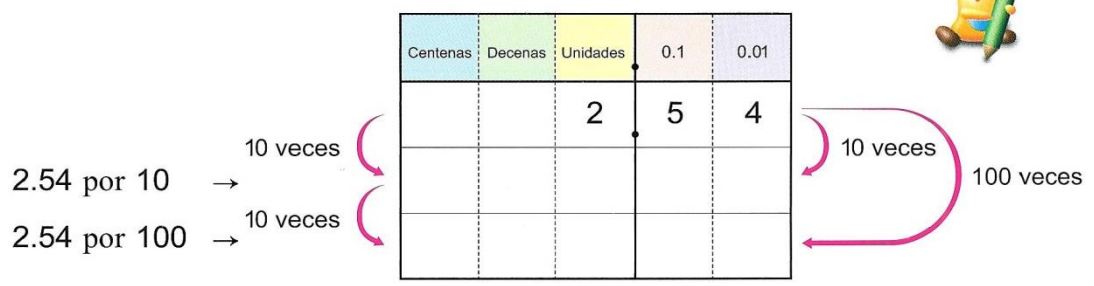 Centenas Decenas Unidades . 0.1 0.01
2 . 5 4
10 veces 10 veces
2.54 por 10 → 100 veces
10 veces
2.54 por 100 →